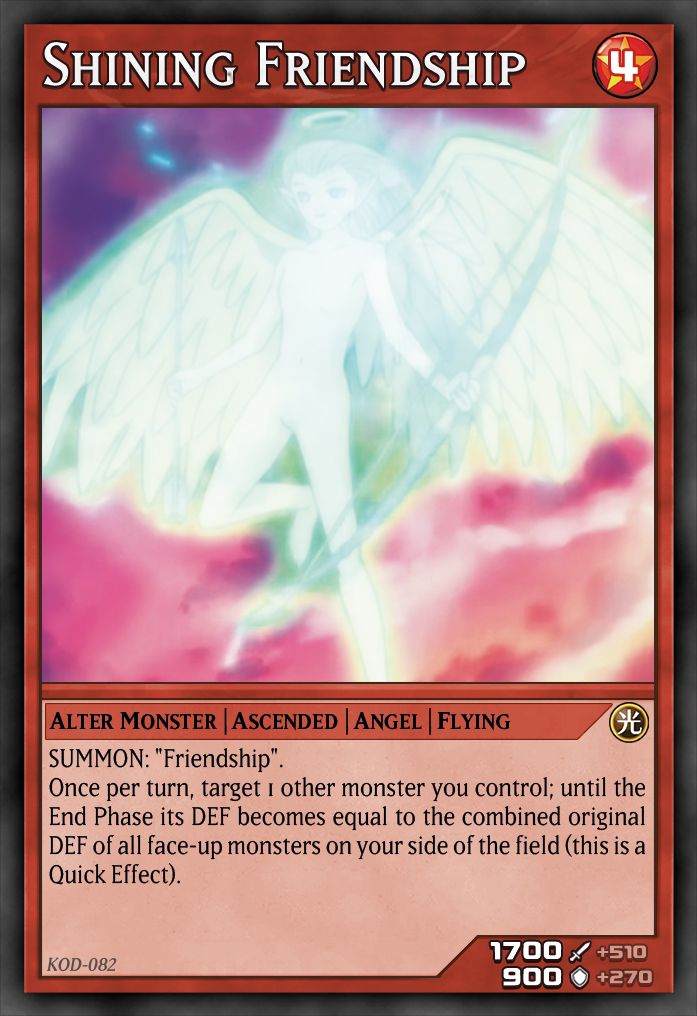 Shining Friendship
4
Alter Monster | Ascended | Angel | Flying
光
SUMMON: "Friendship".
Once per turn, target 1 other monster you control; until the
End Phase its DEF becomes equal to the combined original
DEF of all face-up monsters on your side of the field (this is a
Quick Effect).
KOD-082
1700 +510
900 +270